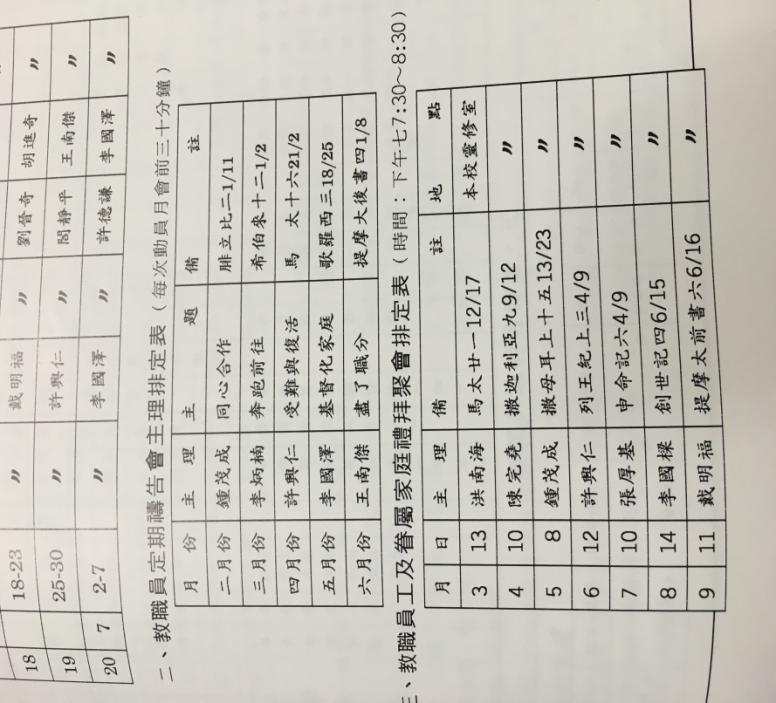 18 18-23 〃 戴明福 〃 劉晉奇 胡進奇 〃
19 25-30 〃 許興仁 〃 閻靜平 王南傑 〃
20 7 2-7 〃 李國澤 〃 許德謙 李國澤 〃
二、教職員定期禱告會主理排定表(每次動員月會前三十分鐘)
月份 主理 主題 備註
二月份 鍾茂成 同心合作 腓立比二1/11
三月份 李炳楠 奔跑前往 希伯來十二1/2
四月份 許興仁 受難與復活 馬太十六21/2
五月份 李國澤 基督化家庭 歌羅西三18/25
六月份 王南傑 盡了職分 提摩太後書四1/8
三、教職員工及眷屬家庭禮拜聚會排定表(時間:下午七7:30~8:30)
月 日 主理 備註 地點
3 13 洪南海 馬太廿一12/17 本校靈修室
4 10 陳完堯 撒迦利亞九9/12 〃
5 8 鍾茂成 撒母耳上十五13/23 〃
6 12 許興仁 列王紀上三4/9 〃
7 10 張厚基 申命記六4/9 〃
8 14 李國樑 創世記四6/15 〃
9 11 戴明福 提摩太前書六6/16 〃